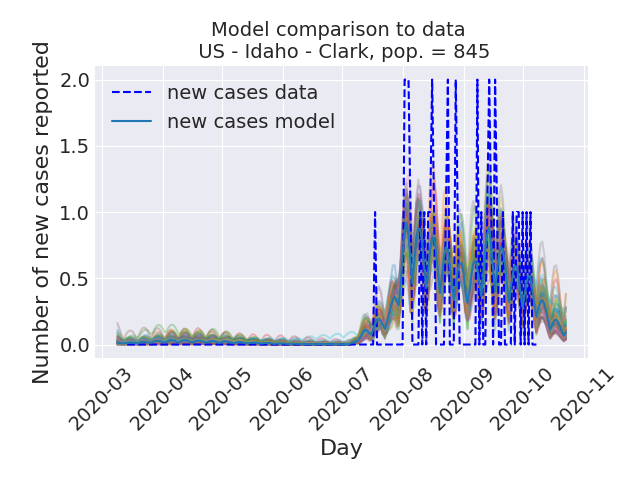 Model comparison to data
US - Idaho - Clark, pop. = 845
Number of new cases reported
2.0
1.5
1.0
0.5
0.0
new cases data
new cases model
2020-03
2020-04
2020-05
2020-06
2020-07
2020-08
2020-09
2020-10
2020-11
Day